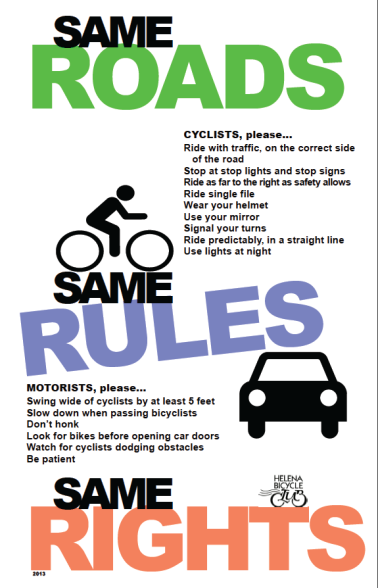 SAME
ROADS
CYCLISTS, please...
Ride with traffic, on the correct side
of the road
Stop at stop lights and stop signs
Ride as far to the right as safety allows
Ride single file
Wear your helmet
Use your mirror
Signal your turns
Ride predictably, in a straight line
Use lights at night
SAME
RULES
MOTORISTS, please...
Swing wide of cyclists by at least 5 feet
Slow down when passing bicyclists
Don't honk
Look for bikes before opening car doors
Watch for cyclists dodging obstacles
Be patient
HELENA
BICYCLE
Club
SAME
RIGHTS
2013